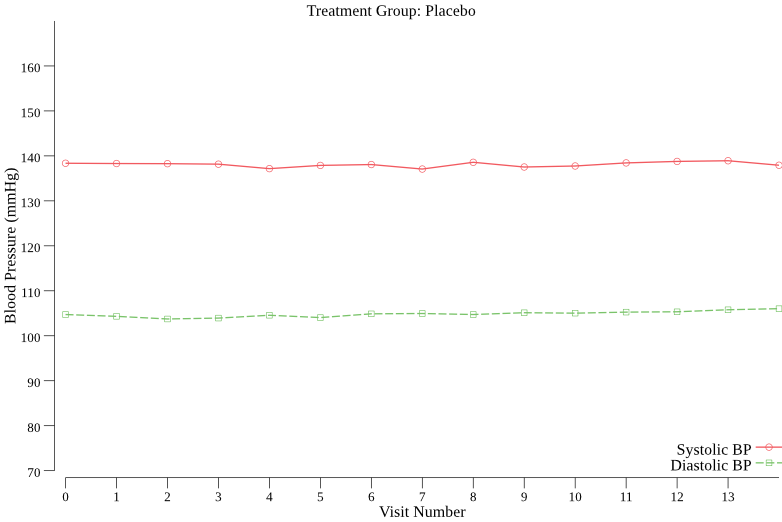 Treatment Group: Placebo
Blood Pressure (mmHg)
160
150
140
130
120
110
100
90
80
70
Systolic BP
Diastolic BP
0 1 2 3 4 5 6 7 8 9 10 11 12 13
Visit Number